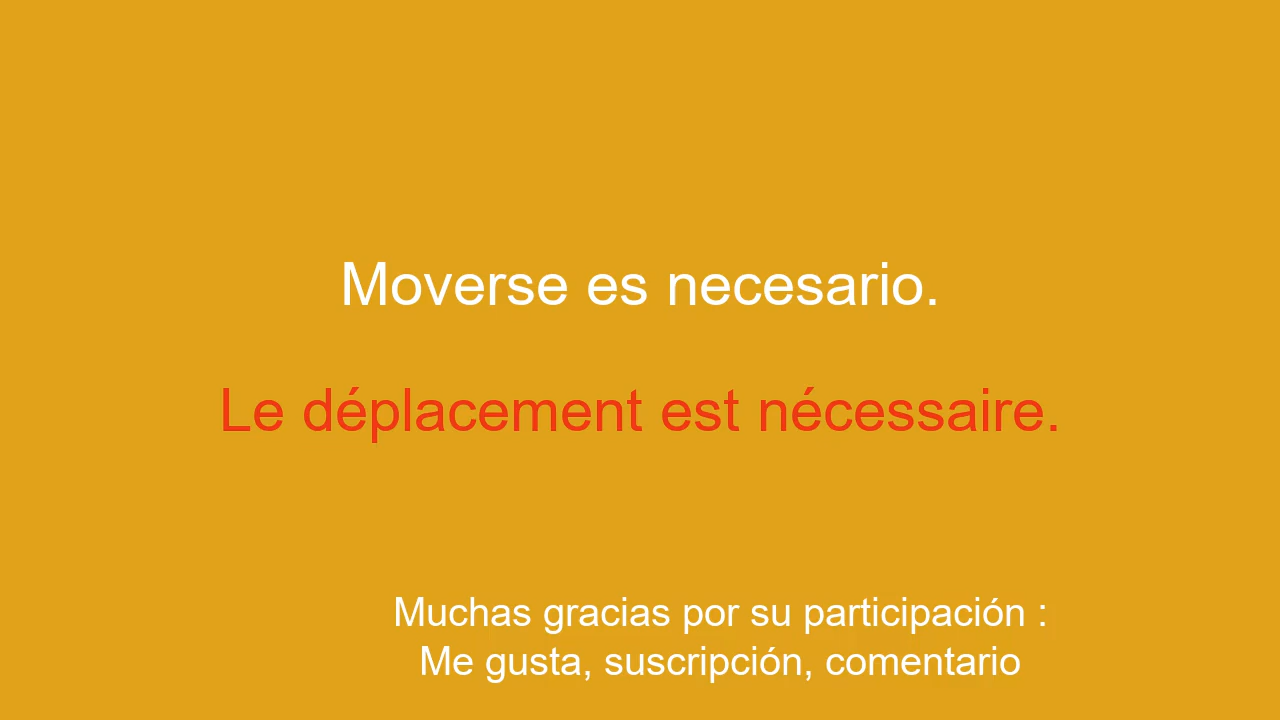 Moverse es necesario.
Le déplacement est nécessaire.
Muchas gracias por su participación :
Me gusta, suscripción, comentario